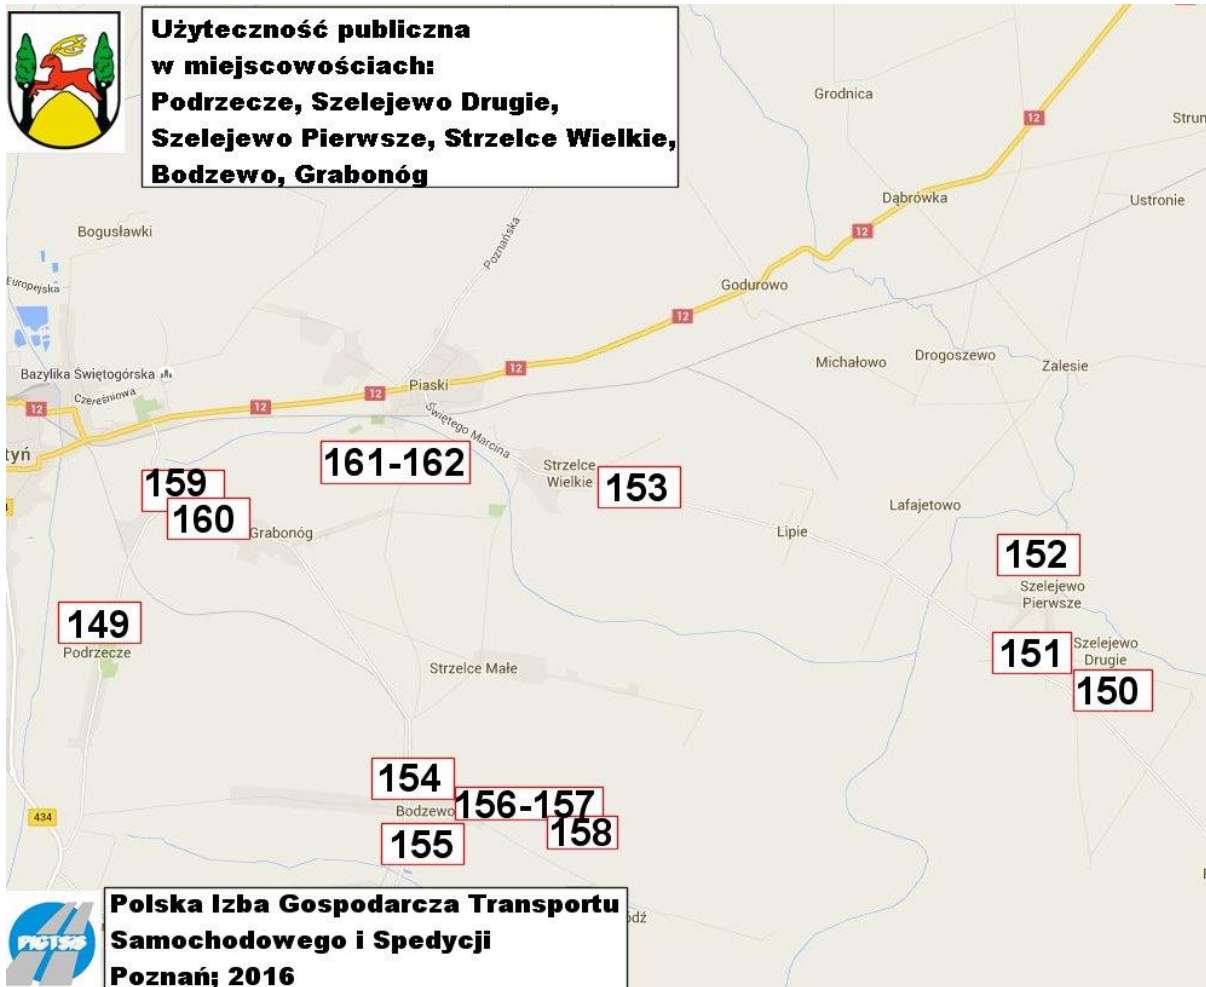 Użyteczność publiczna
w miejscowościach:
Podrzecze, Szelejewo Drugie,
Szelejewo Pierwsze, Strzelce Wielkie,
Bodzewo, Grabonóg
Grodnica
12
Strun
Dąbrówka
Ustronie
Bogusławki
Poznańska
12
Europejska
Godurowo
12
Michałowo
Drogoszewo
Zalesie
Bazylika Świętogórska
12
Piaski
12
Czereśniowa
12
12
Świętego Marcina
tyń
161-162
Strzelce
Wielkie
153
159
160
Grabonóg
Lafajetowo
Lipie
152
Szelejewo
Pierwsze
149
Podrzecze
151
Szelejewo
Drugie
150
Strzelce Małe
154
Bodzewo
156-157
158
155
434
Polska Izba Gospodarcza Transportu
Samochodowego i Spedycji
Poznań; 2016
PIGTSiS
ódź